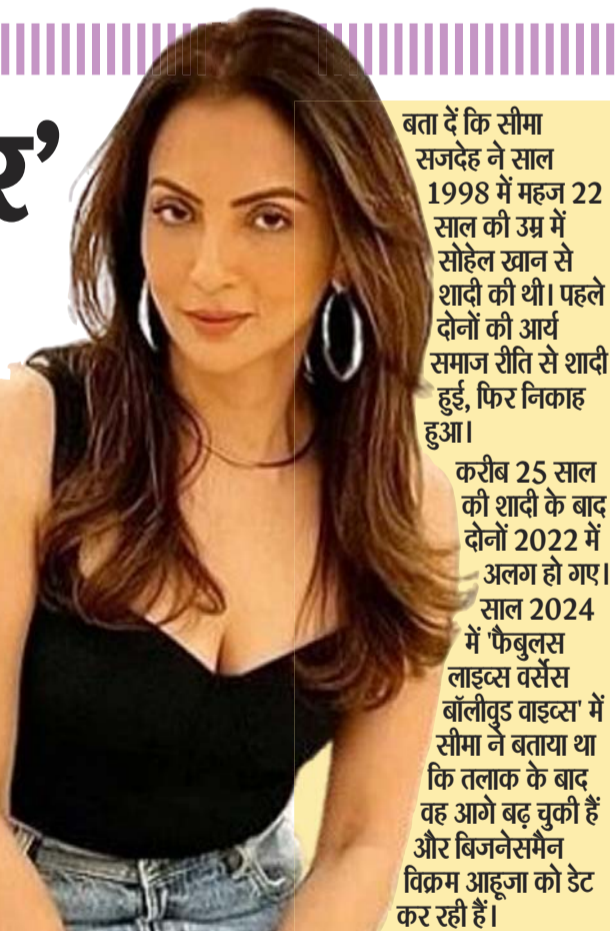 र’
बता दें कि सीमा
सजदेह ने साल
1998 में महज 22
साल की उम्र में
सोहेल खान से
शादी की थी। पहले
दोनों की आर्य
समाज रीति से शादी
हुई, फिर निकाह
हुआ।
करीब 25 साल
की शादी के बाद
दोनों 2022 में
अलग हो गए।
साल 2024
में 'फैबुलस
लाइव्स वर्सेस
बॉलीवुड वाइव्स' में
सीमा ने बताया था
कि तलाक के बाद
वह आगे बढ़ चुकी हैं
और बिजनेसमैन
विक्रम आहूजा को डेट
कर रही हैं।